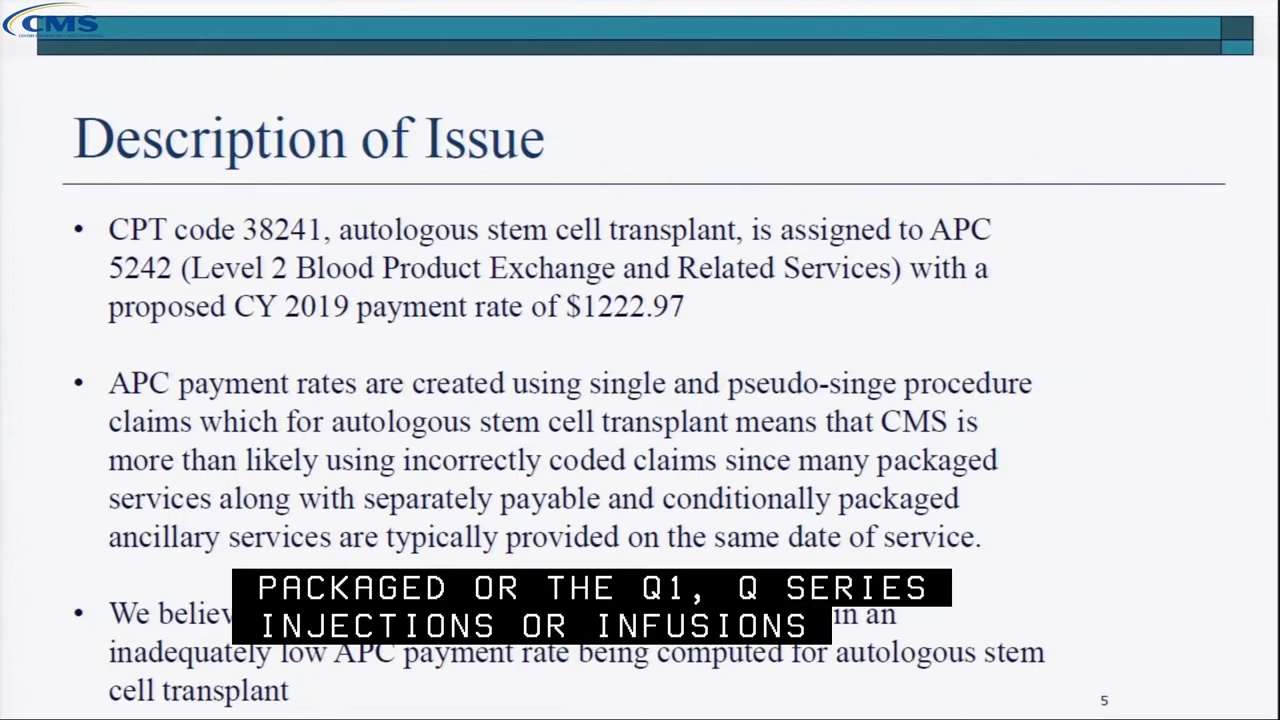 CMS
Description of Issue
• CPT code 38241, autologous stem cell transplant, is assigned to APC
5242 (Level 2 Blood Product Exchange and Related Services) with a
proposed CY 2019 payment rate of $1222.97
• APC payment rates are created using single and pseudo-singe procedure
claims which for autologous stem cell transplant means that CMS is
more than likely using incorrectly coded claims since many packaged
services along with separately payable and conditionally packaged
ancillary services are typically provided on the same date of service.
PACKAGED OR THE Q1, Q SERIES
INJECTIONS OR INFUSIONS
• We in an
inadequately low APC payment rate being computed for autologous stem
cell transplant
5